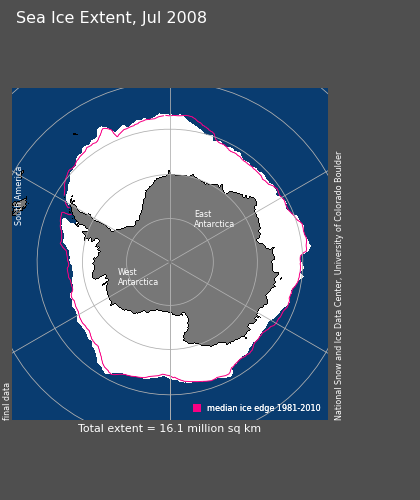 Sea Ice Extent, Jul 2008
South America
East
Antarctica
West
Antarctica
National Snow and Ice Data Center, University of Colorado Boulder
final data
median ice edge 1981-2010
Total extent = 16.1 million sq km